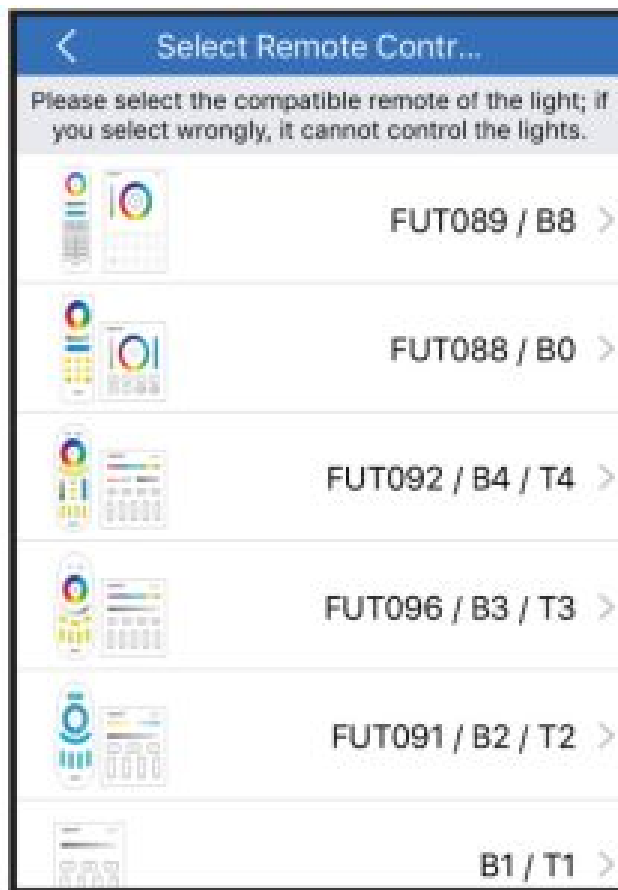 Select Remote Contr...
Please select the compatible remote of the light; if
you select wrongly, it cannot control the lights.
FUT089 / B8
FUT088 / B0
FUT092 / B4 / T4
FUT096 / B3 / T3
FUT091 / B2 / T2
B1 / T1